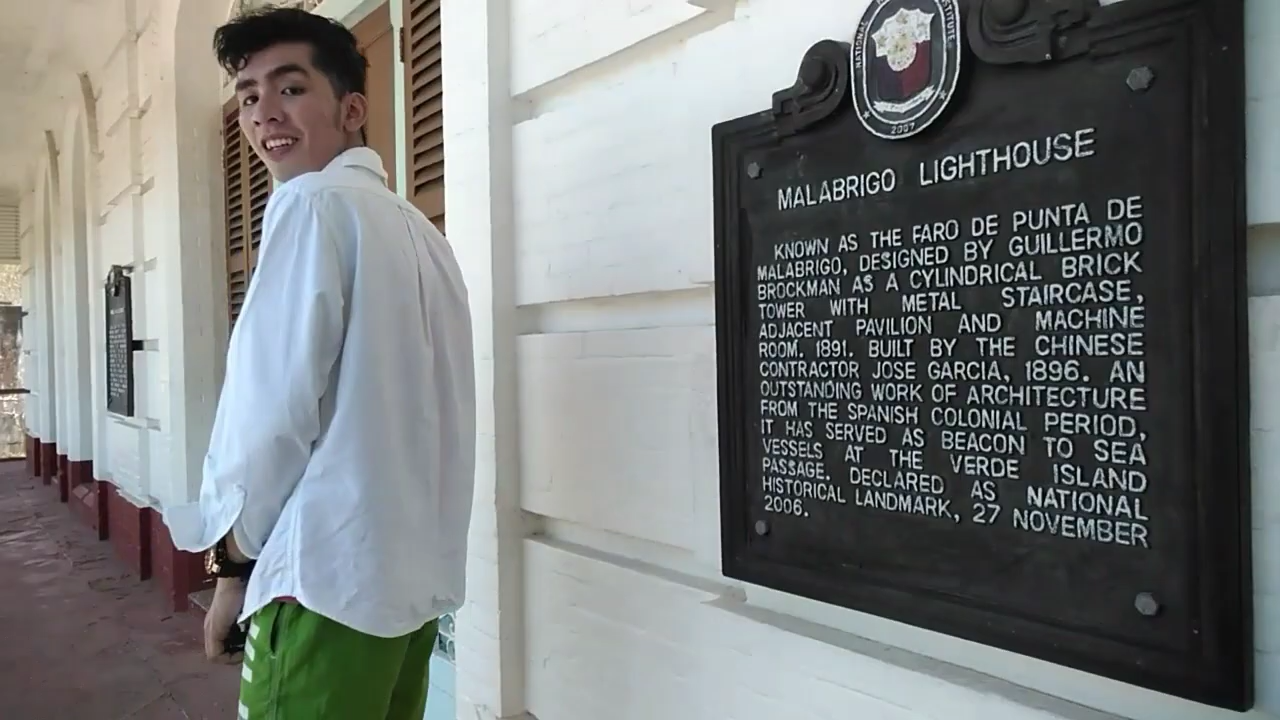 NATIONAL
INSTITUTE
2007
MALABRIGO LIGHTHOUSE
KNOWN AS THE FARO DE PUNTA DE
MALABRIGO, DESIGNED BY GUILLERMO
BROCKMAN AS A CYLINDRICAL BRICK
TOWER WITH METAL STAIRCASE,
ADJACENT PAVILION AND MACHINE
ROOM. 1891. BUILT BY THE CHINESE
CONTRACTOR JOSE GARCIA, 1896. AN
OUTSTANDING WORK OF ARCHITECTURE
FROM THE SPANISH COLONIAL PERIOD,
IT HAS SERVED AS BEACON TO SEA
VESSELS AT THE VERDE ISLAND
PASSAGE. DECLARED AS NATIONAL
HISTORICAL LANDMARK, 27 NOVEMBER
2006.